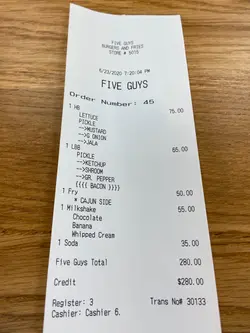 FIVE GUYS
BURGERS AND FRIES
6/23/2020 7:20:04 PM
FIVE GUYS
Order Number: 45
1 HB 75.00
LETTUCE
PICKLE
-->MUSTARD
-->G ONION
-->JALA
1 LBB 65.00
PICKLE
-->KETCHUP
-->SHROOM
-->GR. PEPPER
{{{{ BACON }}}}
1 Fry 50.00
* CAJUN SIDE
1 Milkshake 55.00
Chocolate
Banana
Whipped Cream
1 Soda 35.00
Five Guys Total 280.00
Credit $280.00
Register: 3 Trans No# 30133
Cashier: Cashier 6.